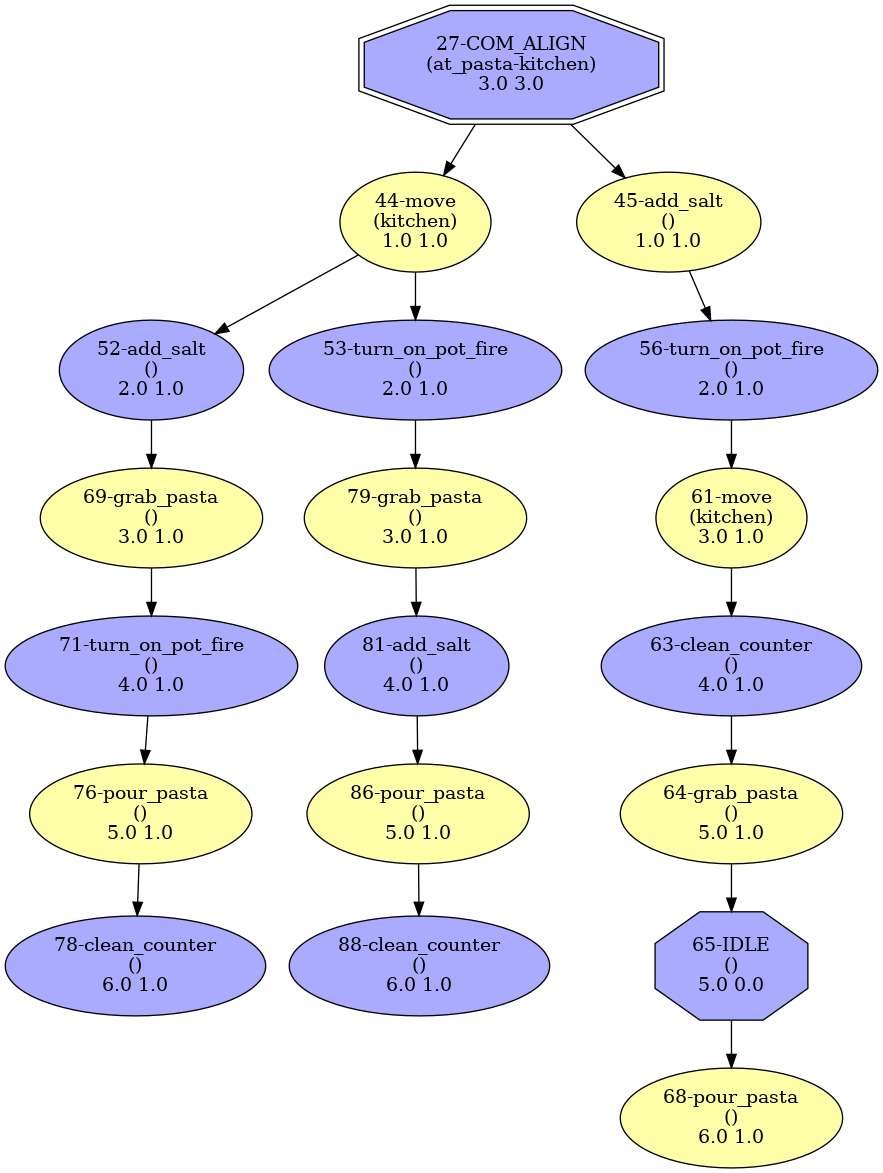 27-COM_ALIGN
(at_pasta-kitchen)
3.0 3.0
44-move
(kitchen)
1.0 1.0
45-add_salt
()
1.0 1.0
52-add_salt
()
2.0 1.0
53-turn_on_pot_fire
()
2.0 1.0
56-turn_on_pot_fire
()
2.0 1.0
69-grab_pasta
()
3.0 1.0
79-grab_pasta
()
3.0 1.0
61-move
(kitchen)
3.0 1.0
71-turn_on_pot_fire
()
4.0 1.0
81-add_salt
()
4.0 1.0
63-clean_counter
()
4.0 1.0
76-pour_pasta
()
5.0 1.0
86-pour_pasta
()
5.0 1.0
64-grab_pasta
()
5.0 1.0
78-clean_counter
()
6.0 1.0
88-clean_counter
()
6.0 1.0
65-IDLE
()
5.0 0.0
68-pour_pasta
()
6.0 1.0